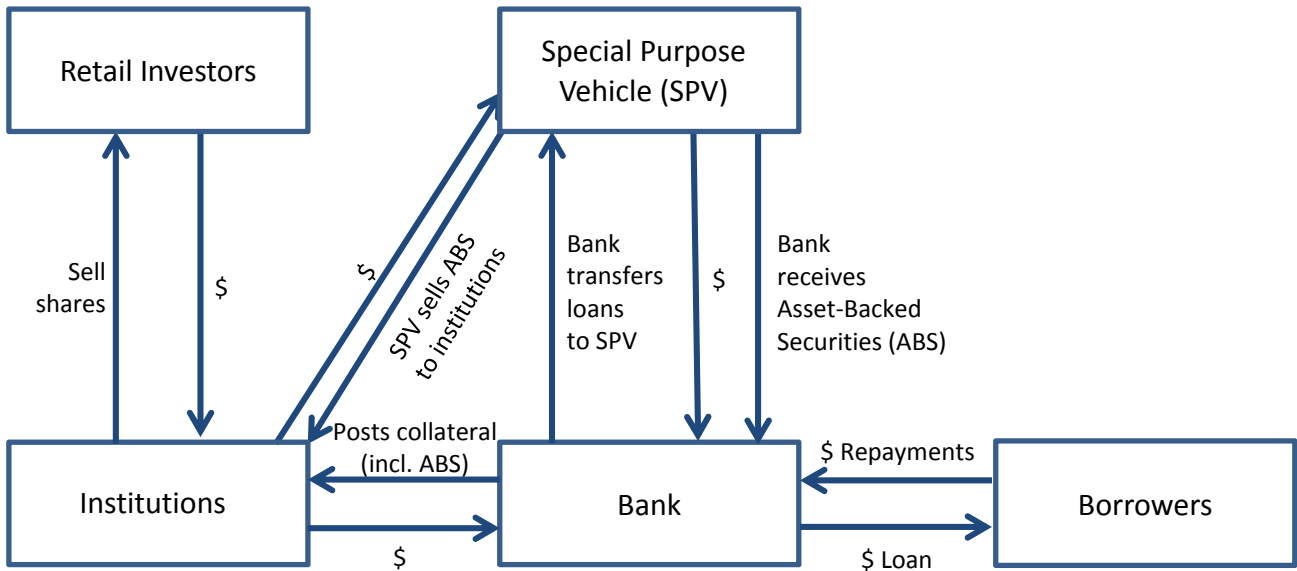 Retail Investors
Special Purpose
Vehicle (SPV)
Sell
shares
$
$
SPV sells ABS
to institutions
Bank
transfers
loans
to SPV
$
Bank
receives
Asset-Backed
Securities (ABS)
Posts collateral
(incl. ABS)
$ Repayments
Institutions
Bank
Borrowers
$
$ Loan